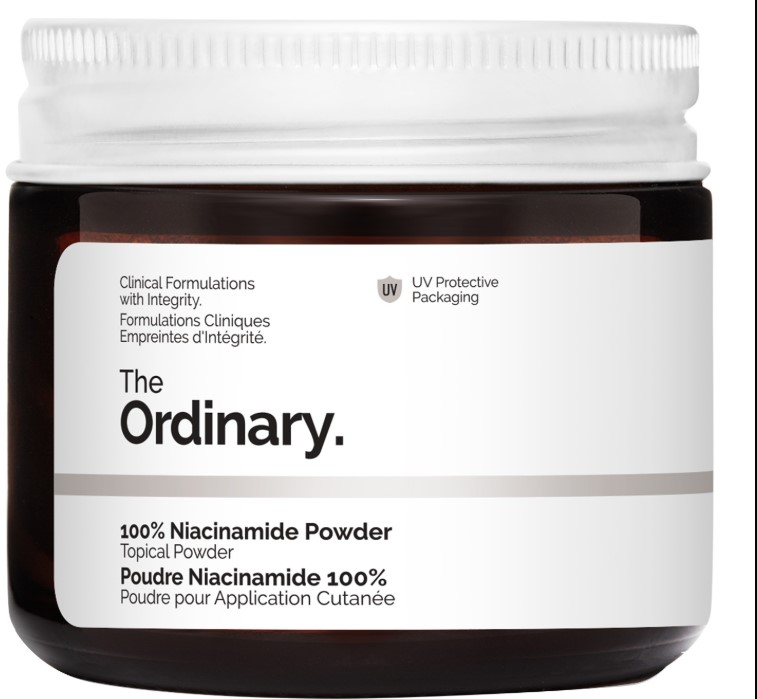 Clinical Formulations
with Integrity.
Formulations Cliniques
Empreintes d'Intégrité.
UV
UV Protective
Packaging
The
Ordinary.
100% Niacinamide Powder
Topical Powder
Poudre Niacinamide 100%
Poudre pour Application Cutanée